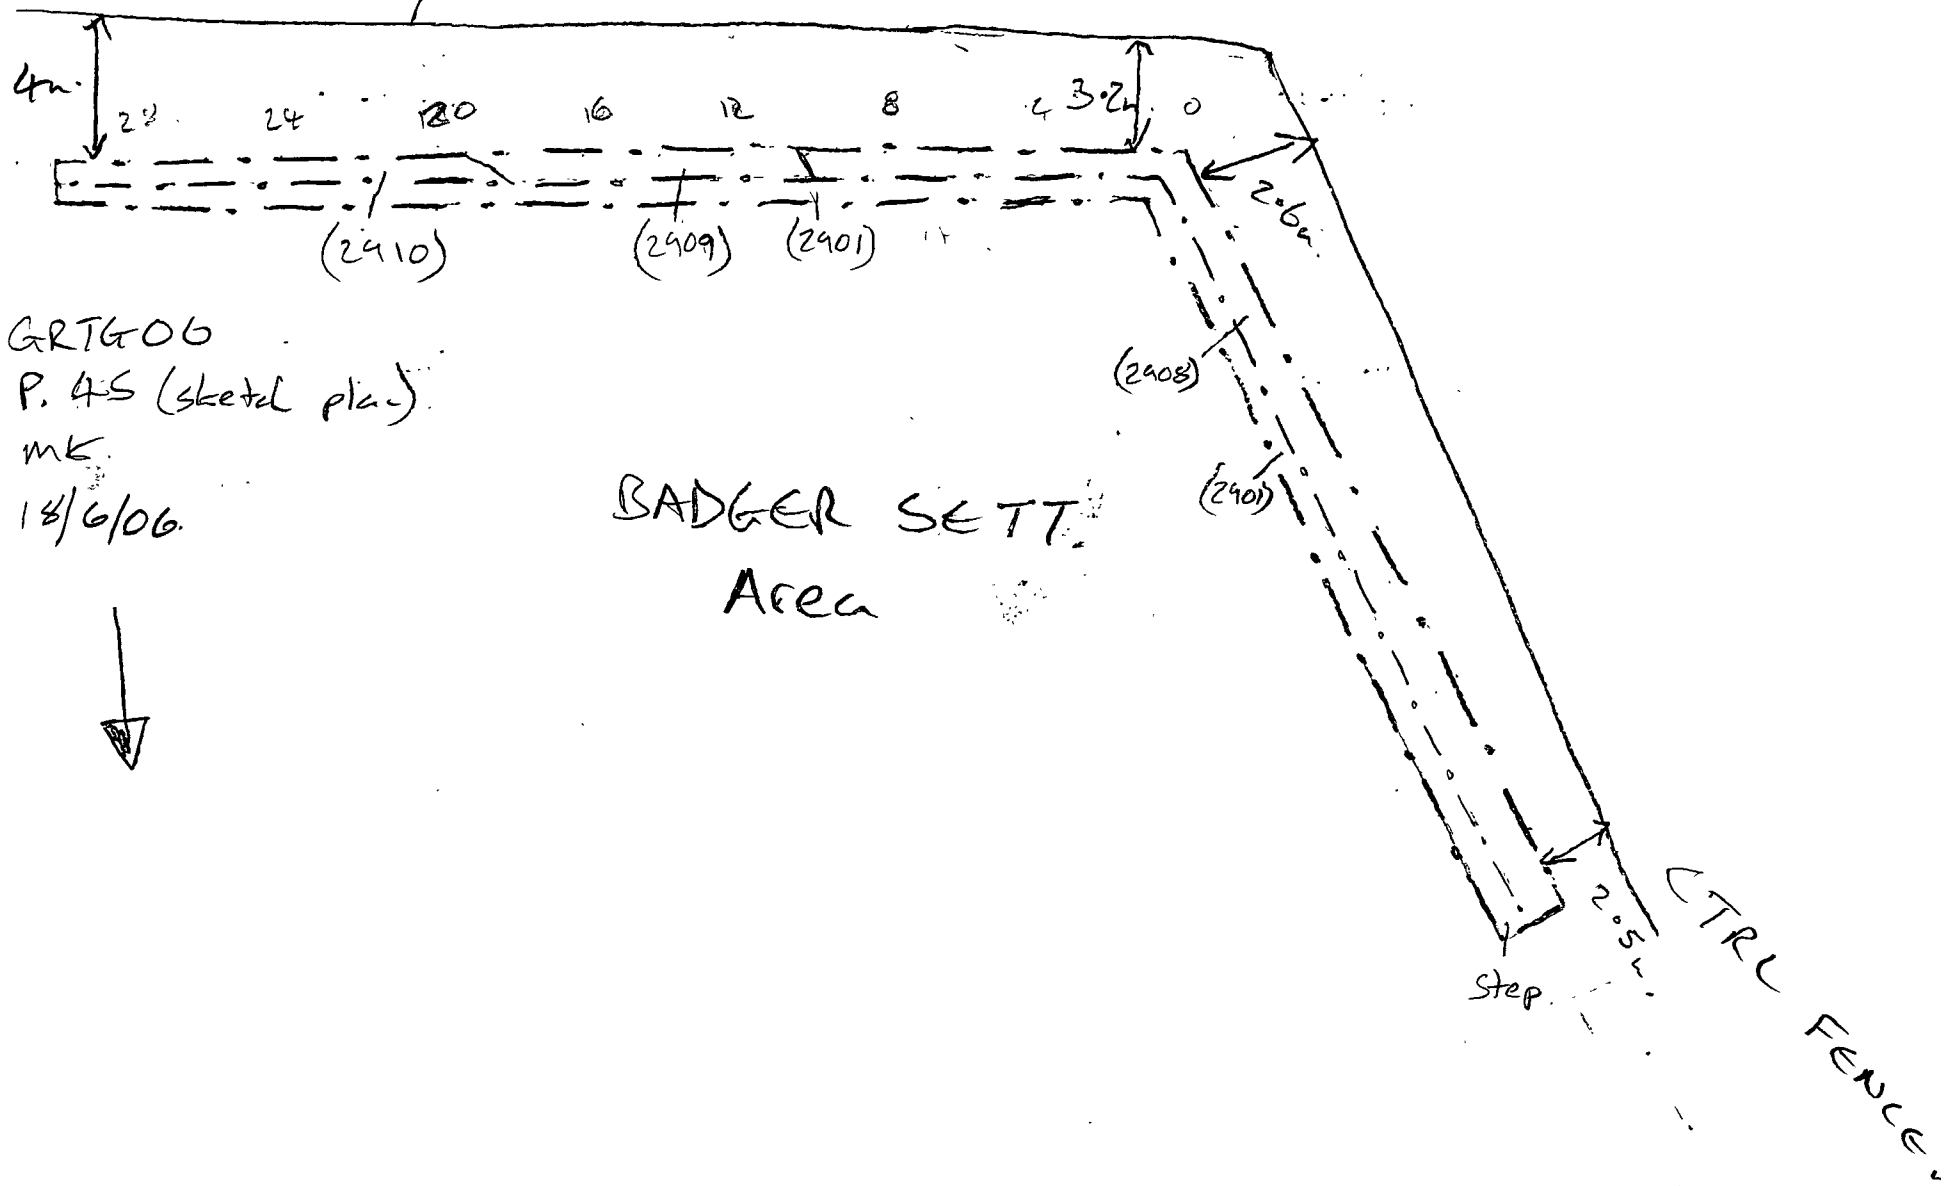 4m.
3.2m
28 24 20 16 12 8 4 0
2.6m
(2910) (2909) (2901)
GRTG06
P. 45 (sketch plan)
MK
18/6/06.
(2908)
(2901)
BADGER SETT
Area
2.5m
Step
CTRL FENCE.